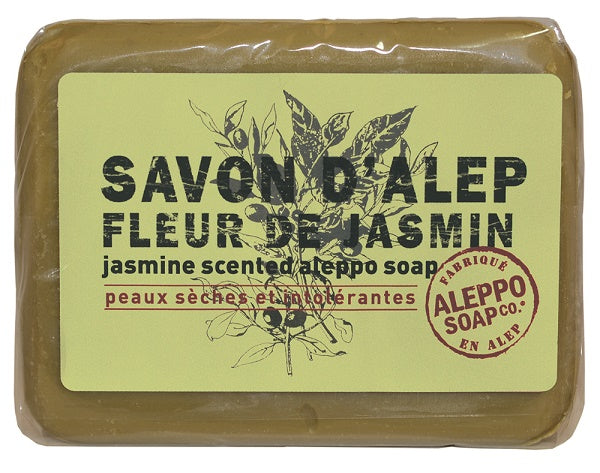 SAVON D'ALEP
FLEUR DE JASMIN
jasmine scented aleppo soap
peaux sèches et intolérantes
FABRIQUÉ
ALEPPO
SOAP CO.®
EN ALEP